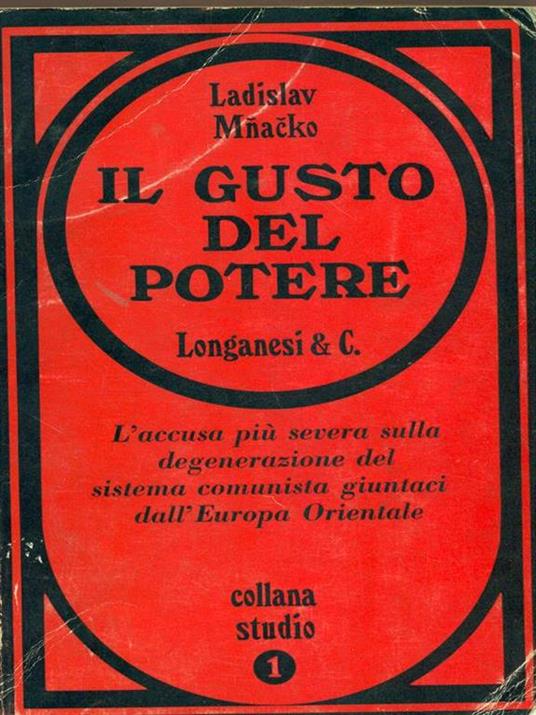 Ladislav
Mñačko
IL GUSTO
DEL
POTERE
Longanesi & C.
L'accusa più severa sulla
degenerazione del
sistema comunista giuntaci
dall'Europa Orientale
collana
studio
1